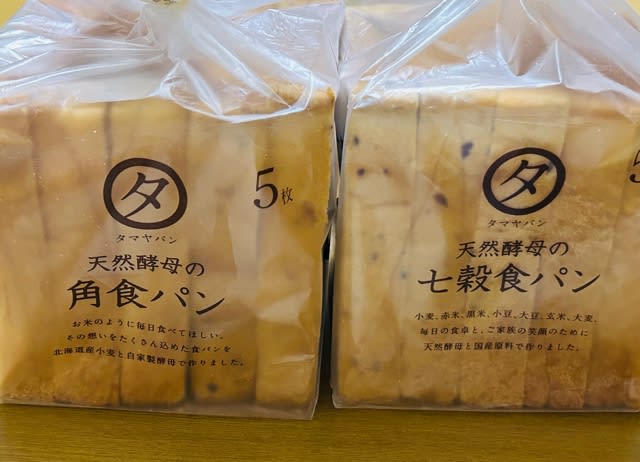 タ
タマヤパン
5枚
天然酵母の
角食パン
お米のように毎日食べてほしい。
その想いをたくさん込めた食パンを
北海道産小麦と自家製酵母で作りました。
タ
タマヤパン
5
天然酵母の
七穀食パン
小麦、赤米、黒米、小豆、大豆、玄米、大麦、
毎日の食卓と、ご家族の笑顔のために
天然酵母と国産原料で作りました。